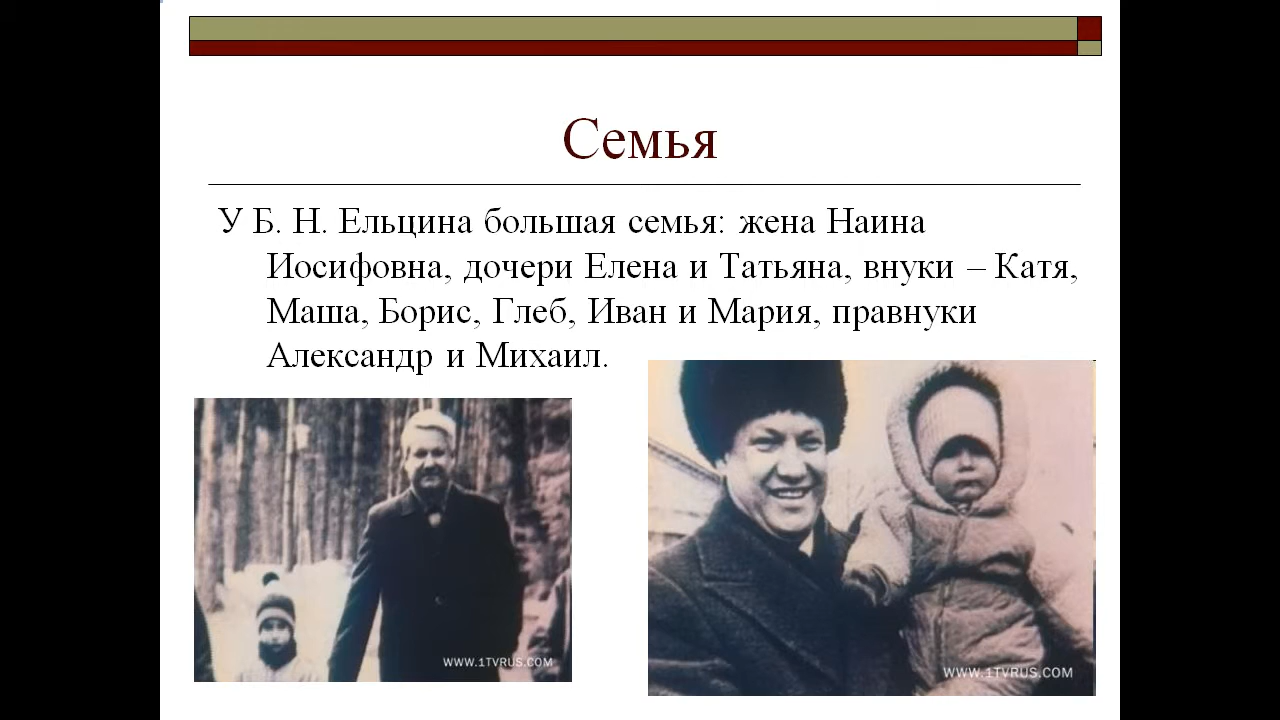 Семья
У Б. Н. Ельцина большая семья: жена Наина
Иосифовна, дочери Елена и Татьяна, внуки – Катя,
Маша, Борис, Глеб, Иван и Мария, правнуки
Александр и Михаил.
WWW.1TVRUS.COM
WWW.1TVRUS.COM